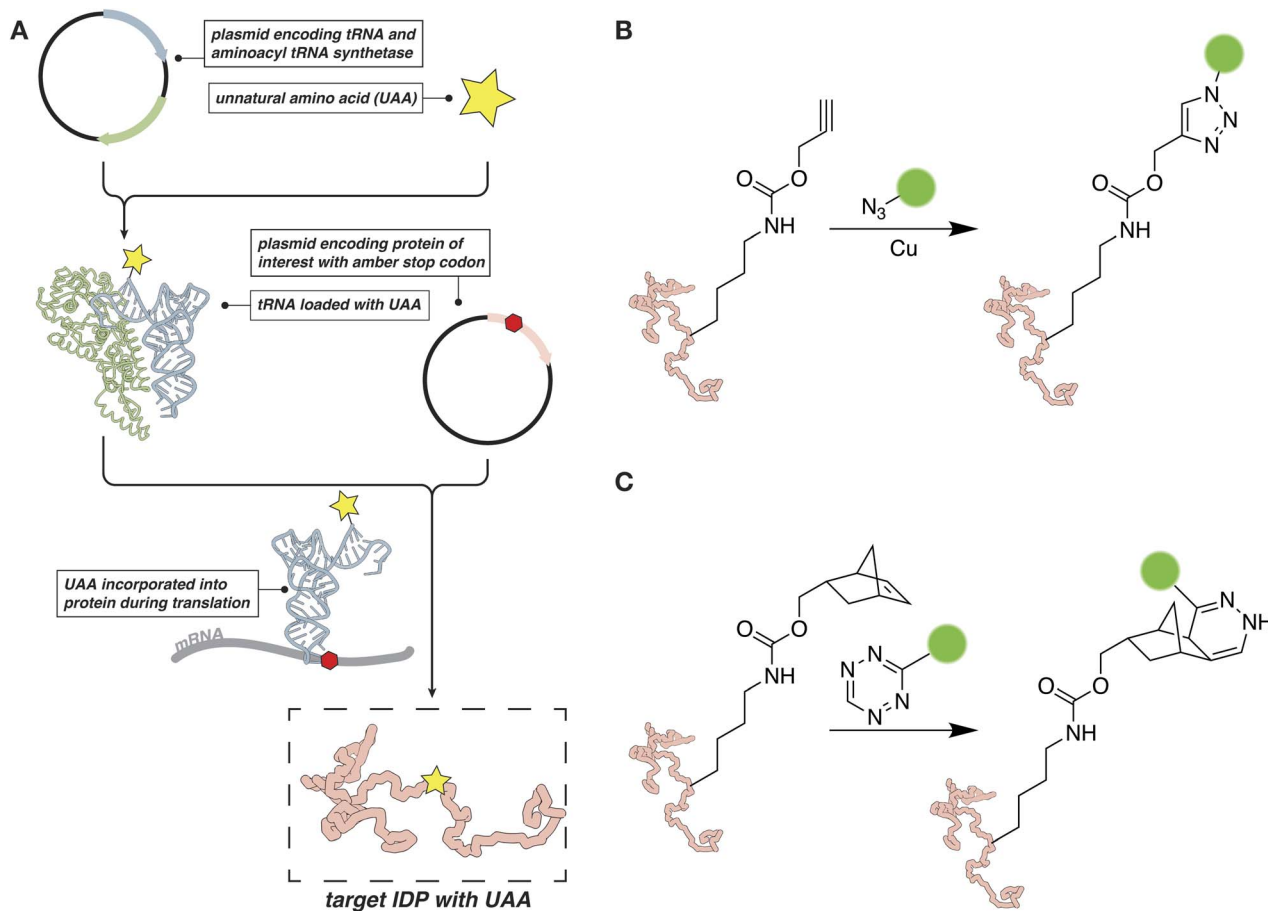 A
plasmid encoding tRNA and
aminoacyl tRNA synthetase
unnatural amino acid (UAA)
plasmid encoding protein of
interest with amber stop codon
tRNA loaded with UAA
UAA incorporated into
protein during translation
mRNA
target IDP with UAA
B
O
O
NH
N3
Cu
N
N
N
O
O
NH
C
O
O
NH
N
N
N
N
N
NH
O
O
NH